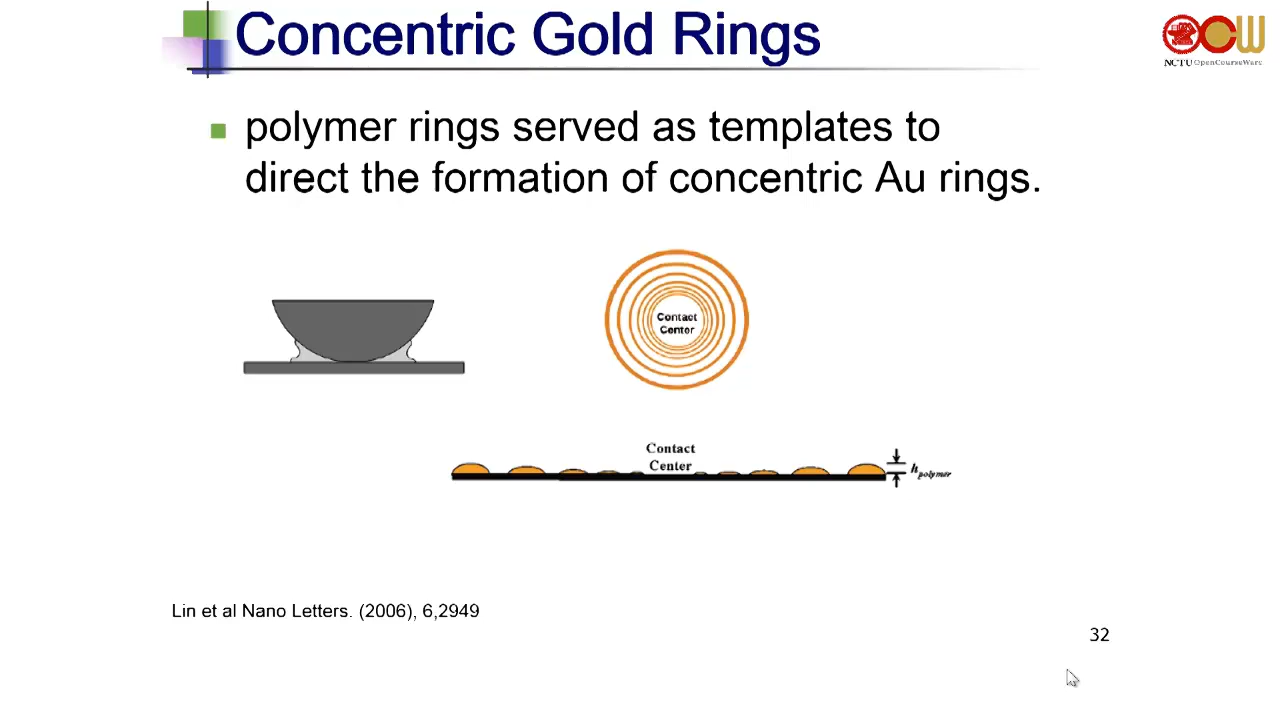 Concentric Gold Rings
NCTU OpenCourseWare
polymer rings served as templates to
direct the formation of concentric Au rings.
Contact
Center
Contact
Center
h polymer
Lin et al Nano Letters. (2006), 6,2949
32